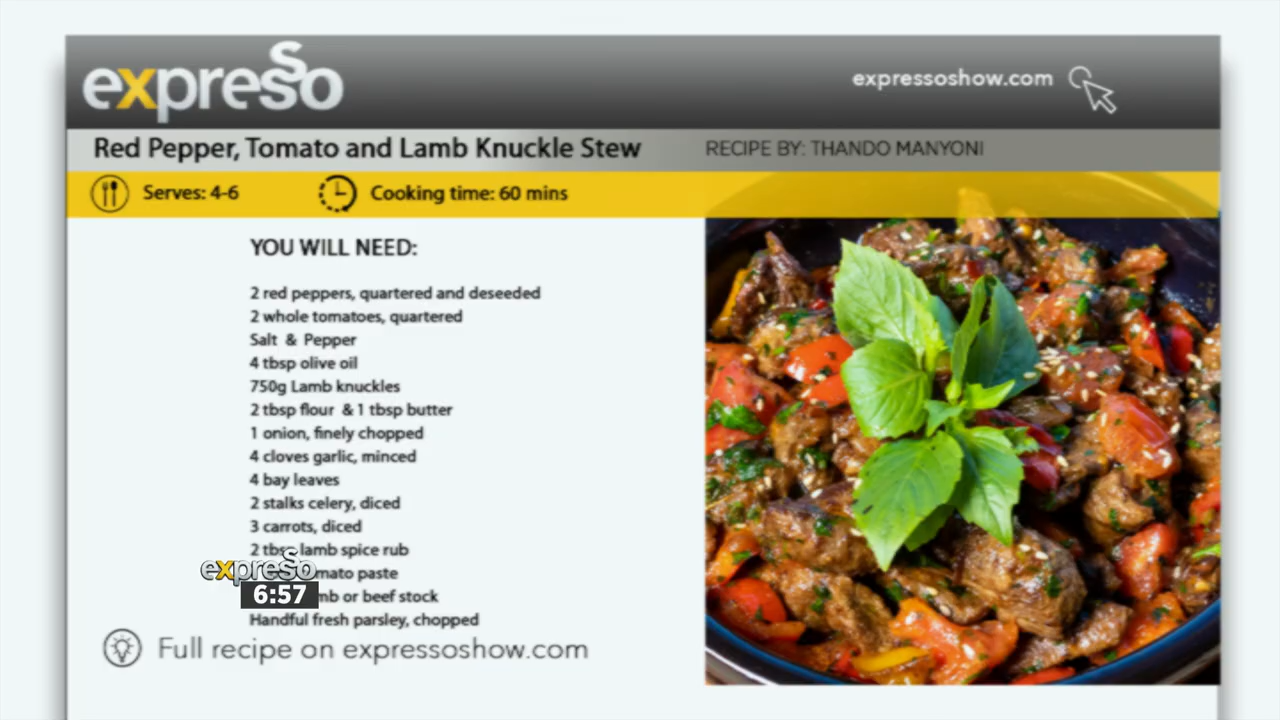 expresso
expressoshow.com
Red Pepper, Tomato and Lamb Knuckle Stew
RECIPE BY: THANDO MANYONI
Serves: 4-6
Cooking time: 60 mins
YOU WILL NEED:
2 red peppers, quartered and deseeded
2 whole tomatoes, quartered
Salt & Pepper
4 tbsp olive oil
750g Lamb knuckles
2 tbsp flour & 1 tbsp butter
1 onion, finely chopped
4 cloves garlic, minced
4 bay leaves
2 stalks celery, diced
3 carrots, diced
2 tbsp lamb spice rub
expresso
paste
6:57
or beef stock
Handful fresh parsley, chopped
Full recipe on expressoshow.com